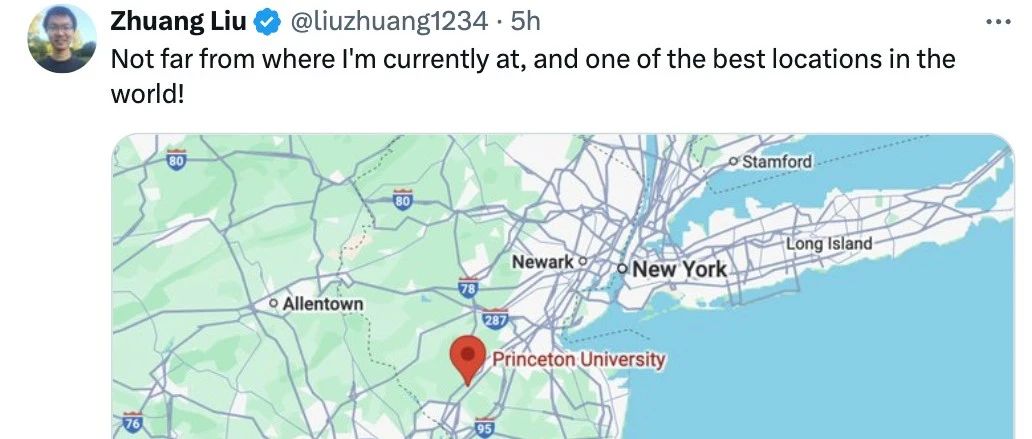 Zhuang Liu @liuzhuang1234 · 5h
Not far from where I'm currently at, and one of the best locations in the
world!
80
Stamford
80
Long Island
Newark
New York
78
Allentown
287
Princeton University
76
95